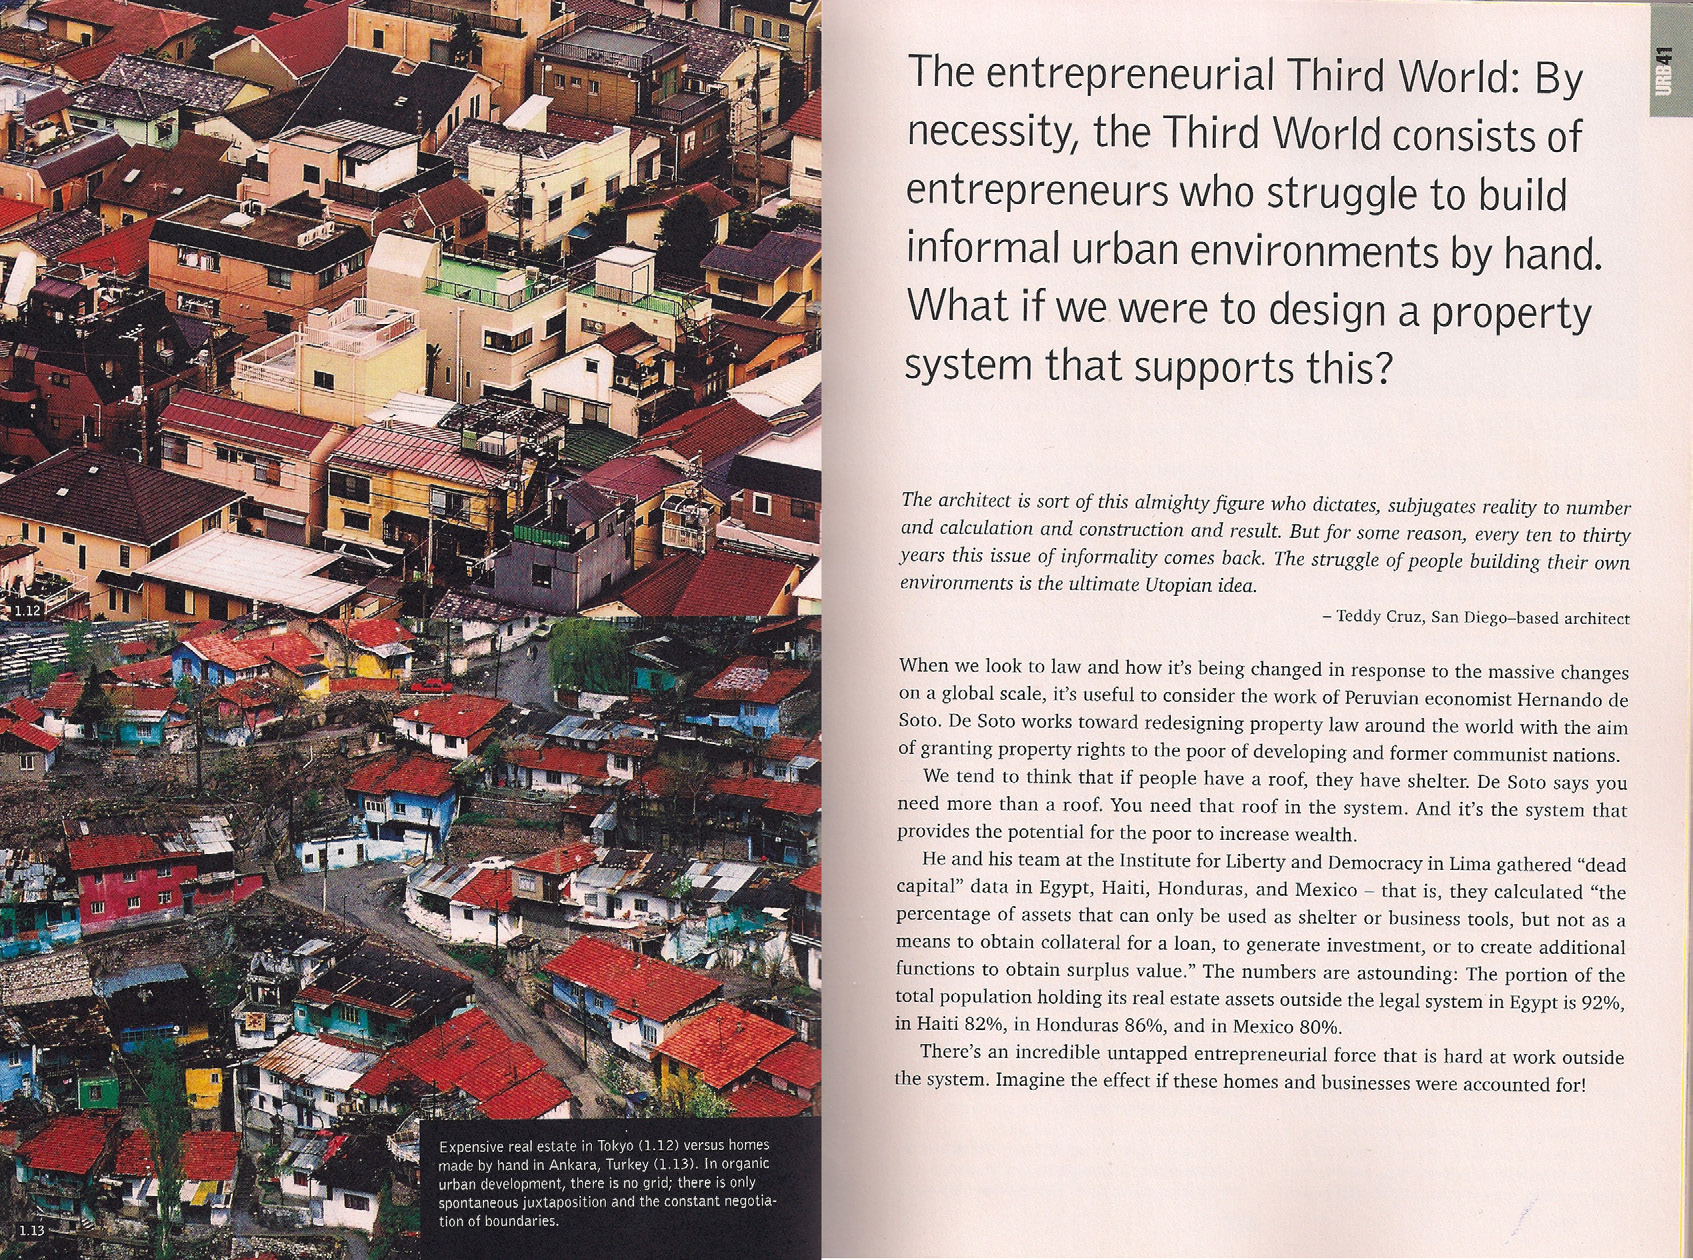 1.12
1.13
Expensive real estate in Tokyo (1.12) versus homes
made by hand in Ankara, Turkey (1.13). In organic
urban development, there is no grid; there is only
spontaneous juxtaposition and the constant negotia-
tion of boundaries.
URB41
The entrepreneurial Third World: By
necessity, the Third World consists of
entrepreneurs who struggle to build
informal urban environments by hand.
What if we were to design a property
system that supports this?
The architect is sort of this almighty figure who dictates, subjugates reality to number
and calculation and construction and result. But for some reason, every ten to thirty
years this issue of informality comes back. The struggle of people building their own
environments is the ultimate Utopian idea.
– Teddy Cruz, San Diego–based architect
When we look to law and how it's being changed in response to the massive changes
on a global scale, it's useful to consider the work of Peruvian economist Hernando de
Soto. De Soto works toward redesigning property law around the world with the aim
of granting property rights to the poor of developing and former communist nations.
We tend to think that if people have a roof, they have shelter. De Soto says you
need more than a roof. You need that roof in the system. And it's the system that
provides the potential for the poor to increase wealth.
He and his team at the Institute for Liberty and Democracy in Lima gathered “dead
capital” data in Egypt, Haiti, Honduras, and Mexico – that is, they calculated “the
percentage of assets that can only be used as shelter or business tools, but not as a
means to obtain collateral for a loan, to generate investment, or to create additional
functions to obtain surplus value.” The numbers are astounding: The portion of the
total population holding its real estate assets outside the legal system in Egypt is 92%,
in Haiti 82%, in Honduras 86%, and in Mexico 80%.
There's an incredible untapped entrepreneurial force that is hard at work outside
the system. Imagine the effect if these homes and businesses were accounted for!